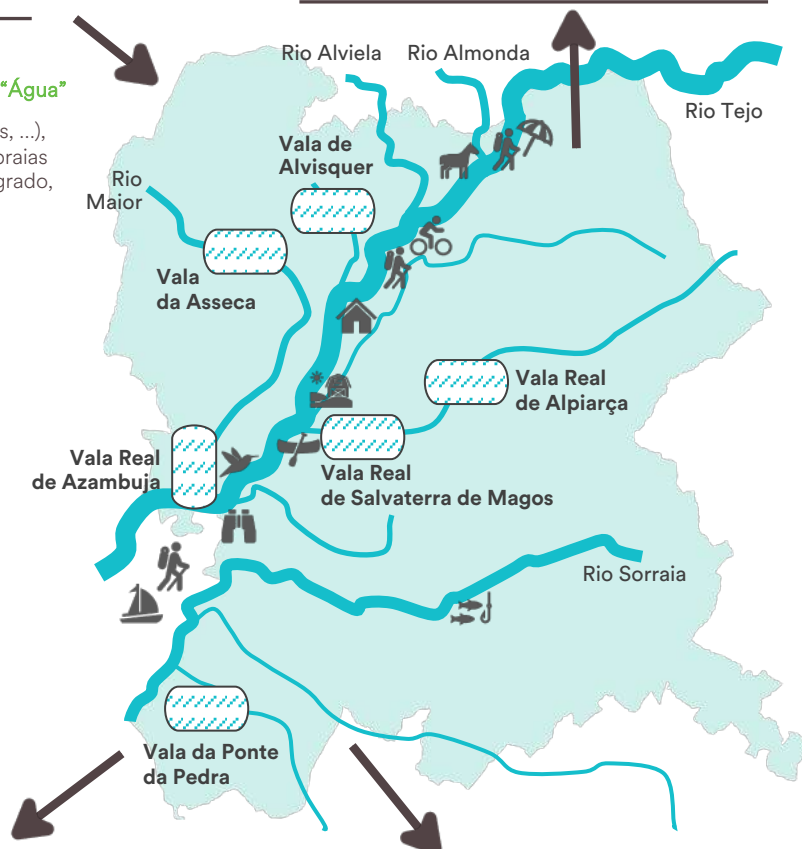 “Água”
s, ...),
praias
grado,
Rio Alviela
Rio Almonda
Rio Tejo
Vala de
Alvisquer
Rio
Maior
Vala
da Asseca
Vala Real
de Alpiarça
Vala Real
de Azambuja
Vala Real
de Salvaterra de Magos
Rio Sorraia
Vala da Ponte
da Pedra